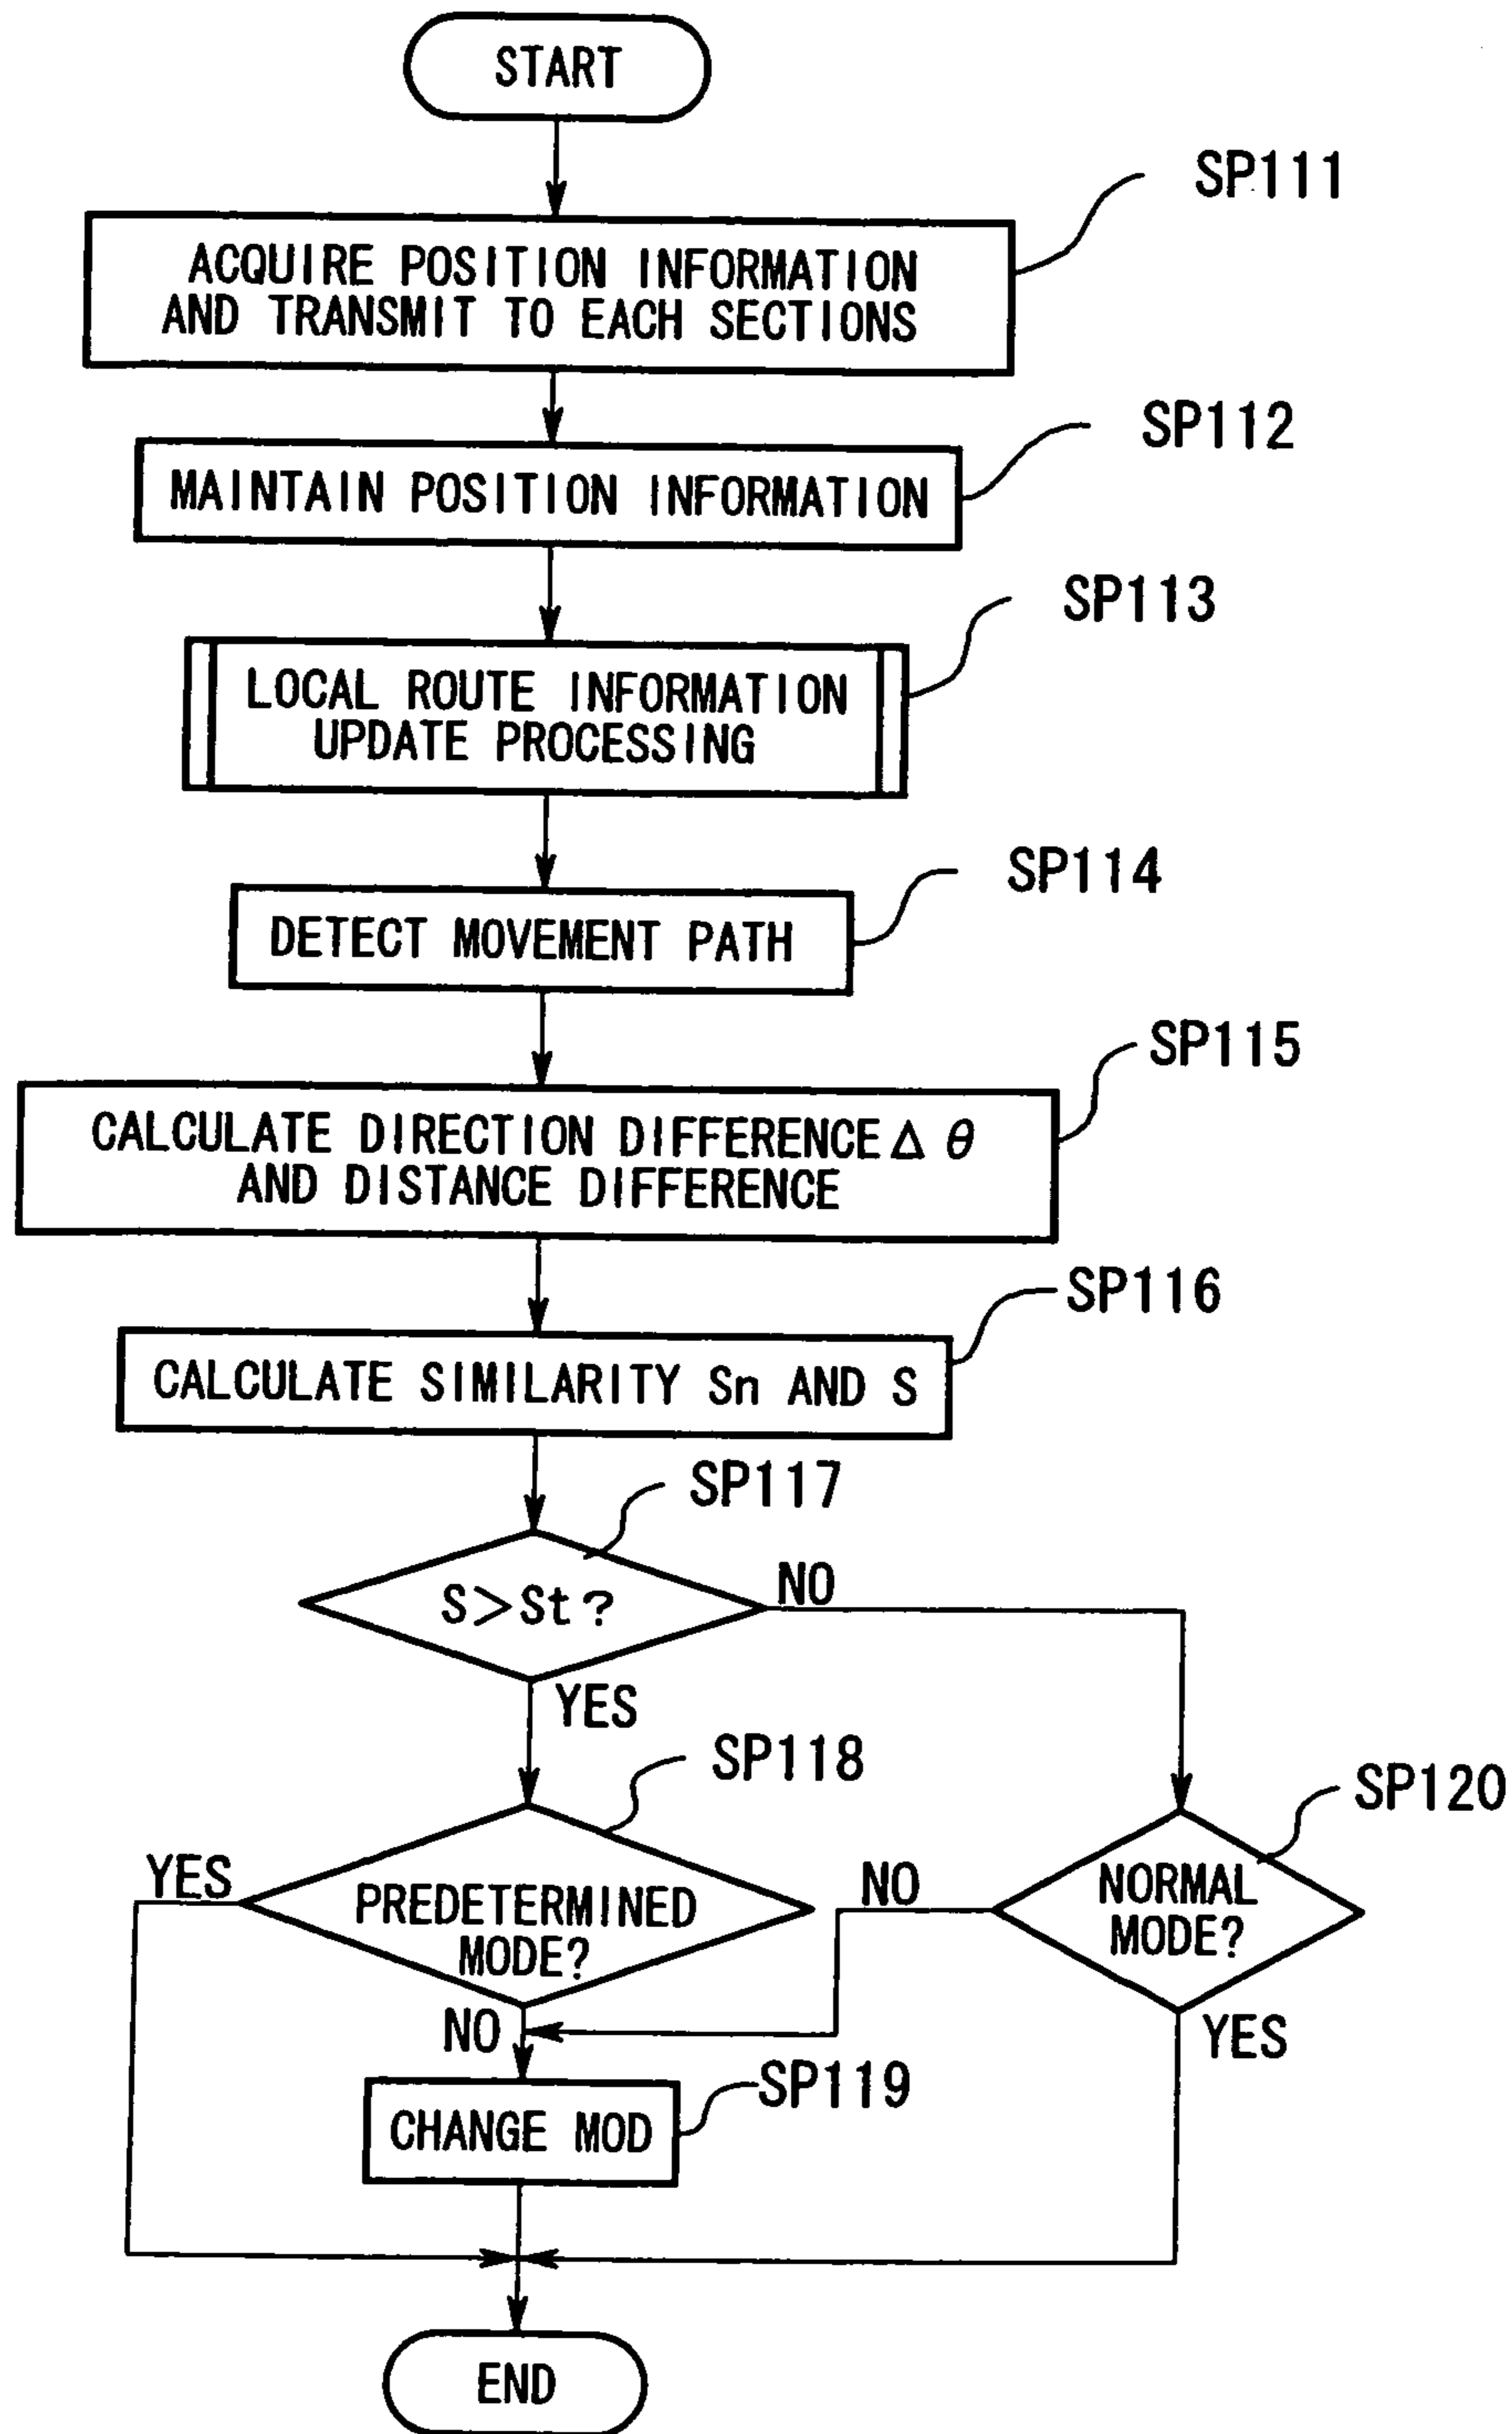 START
SP111
ACQUIRE POSITION INFORMATION
AND TRANSMIT TO EACH SECTIONS
SP112
MAINTAIN POSITION INFORMATION
SP113
LOCAL ROUTE INFORMATION
UPDATE PROCESSING
SP114
DETECT MOVEMENT PATH
SP115
CALCULATE DIRECTION DIFFERENCE Δ θ
AND DISTANCE DIFFERENCE
SP116
CALCULATE SIMILARITY Sn AND S
SP117
S>St?
NO
YES
SP118
SP120
YES
PREDETERMINED
MODE?
NO
NORMAL
MODE?
NO
YES
SP119
CHANGE MOD
END